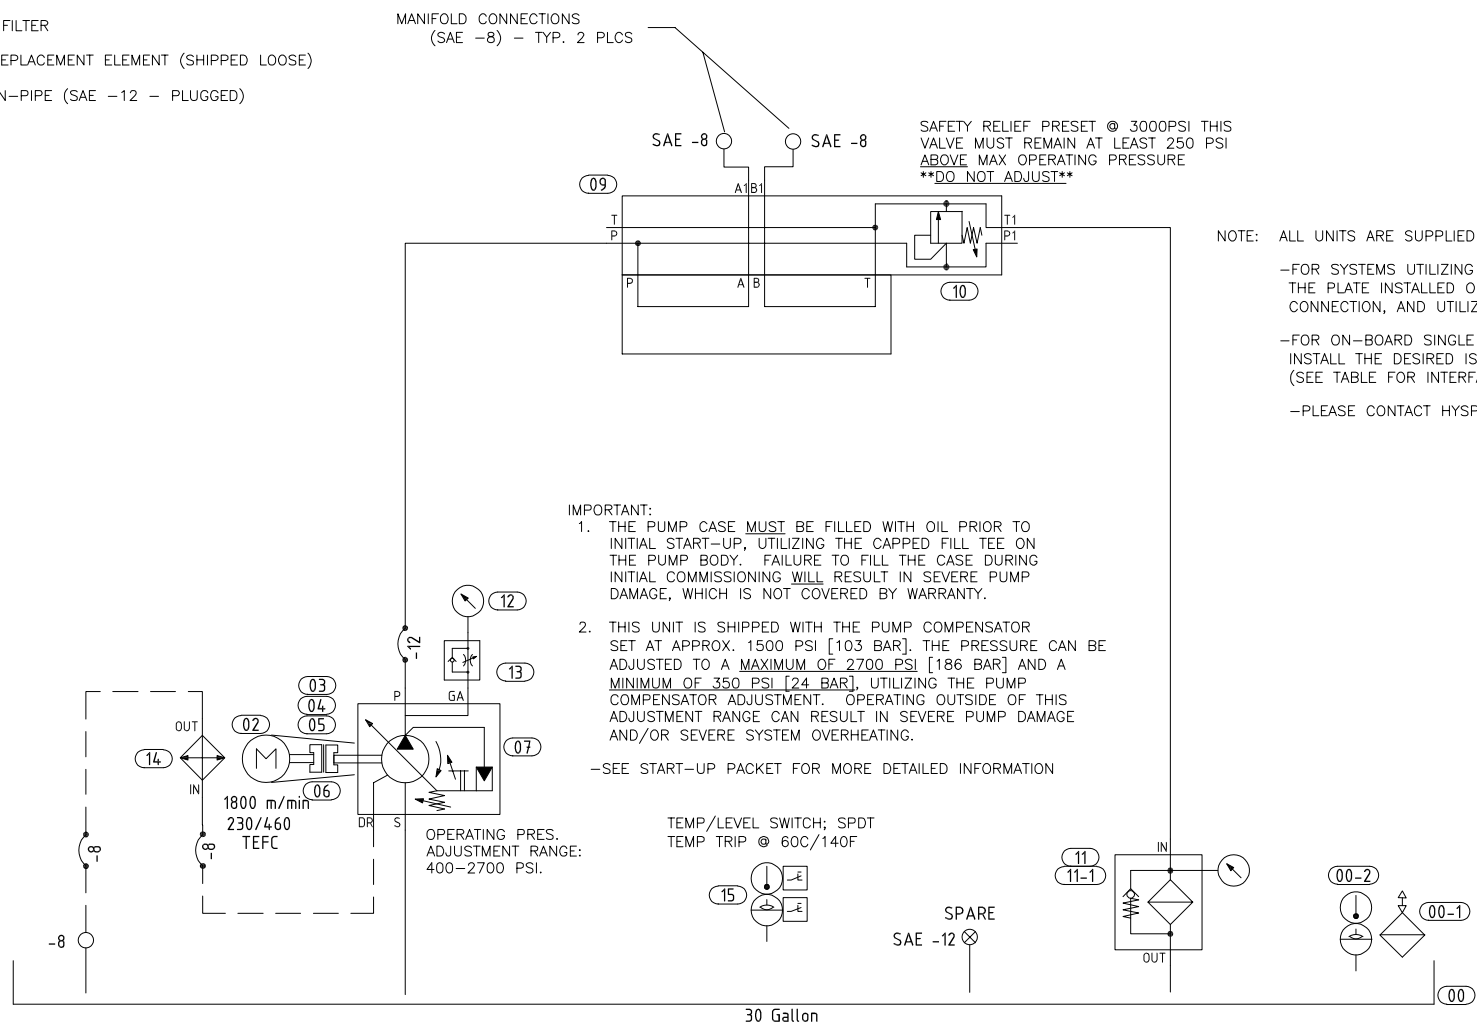 FILTER
EPLACEMENT ELEMENT (SHIPPED LOOSE)
N-PIPE (SAE -12 - PLUGGED)
MANIFOLD CONNECTIONS
(SAE -8) - TYP. 2 PLCS
SAE -8
SAE -8
SAFETY RELIEF PRESET @ 3000PSI THIS
VALVE MUST REMAIN AT LEAST 250 PSI
ABOVE MAX OPERATING PRESSURE
**DO NOT ADJUST**
09
A1 B1
T
P
T1
P1
P
A B
T
10
NOTE: ALL UNITS ARE SUPPLIED
-FOR SYSTEMS UTILIZING
THE PLATE INSTALLED O
CONNECTION, AND UTILIZ
-FOR ON-BOARD SINGLE
INSTALL THE DESIRED IS
(SEE TABLE FOR INTERFA
-PLEASE CONTACT HYSP
IMPORTANT:
1. THE PUMP CASE MUST BE FILLED WITH OIL PRIOR TO
INITIAL START-UP, UTILIZING THE CAPPED FILL TEE ON
THE PUMP BODY. FAILURE TO FILL THE CASE DURING
INITIAL COMMISSIONING WILL RESULT IN SEVERE PUMP
DAMAGE, WHICH IS NOT COVERED BY WARRANTY.
2. THIS UNIT IS SHIPPED WITH THE PUMP COMPENSATOR
SET AT APPROX. 1500 PSI [103 BAR]. THE PRESSURE CAN BE
ADJUSTED TO A MAXIMUM OF 2700 PSI [186 BAR] AND A
MINIMUM OF 350 PSI [24 BAR], UTILIZING THE PUMP
COMPENSATOR ADJUSTMENT. OPERATING OUTSIDE OF THIS
ADJUSTMENT RANGE CAN RESULT IN SEVERE PUMP DAMAGE
AND/OR SEVERE SYSTEM OVERHEATING.
-SEE START-UP PACKET FOR MORE DETAILED INFORMATION
12
-12
13
P
GA
03
04
05
02
OUT
M
14
07
IN
06
1800 m/min
230/460
TEFC
DR
S
OPERATING PRES.
ADJUSTMENT RANGE:
400-2700 PSI.
-8
-8
-8
TEMP/LEVEL SWITCH; SPDT
TEMP TRIP @ 60C/140F
15
SPARE
SAE -12
IN
11
11-1
OUT
00-2
00-1
00
30 Gallon